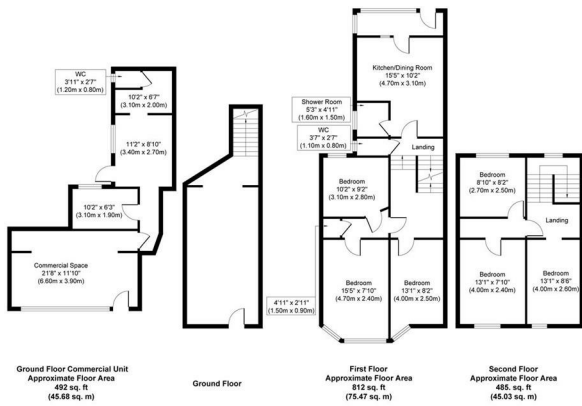 WC
3'11" x 2'7"
(1.20m x 0.80m)
10'2" x 6'7"
(3.10m x 2.00m)
11'2" x 8'10"
(3.40m x 2.70m)
10'2" x 6'3"
(3.10m x 1.90m)
Commercial Space
21'8" x 11'10"
(6.60m x 3.90m)
Ground Floor Commercial Unit
Approximate Floor Area
492 sq. ft
(45.68 sq. m)
Ground Floor
Kitchen/Dining Room
15'5" x 10'2"
(4.70m x 3.10m)
Shower Room
5'3" x 4'11"
(1.60m x 1.50m)
WC
3'7" x 2'7"
(1.10m x 0.80m)
Landing
Bedroom
10'2" x 9'2"
(3.10m x 2.80m)
4'11" x 2'11"
(1.50m x 0.90m)
Bedroom
15'5" x 7'10"
(4.70m x 2.40m)
Bedroom
13'1" x 8'2"
(4.00m x 2.50m)
First Floor
Approximate Floor Area
812 sq. ft
(75.47 sq. m)
Bedroom
8'10" x 8'2"
(2.70m x 2.50m)
Landing
Bedroom
13'1" x 7'10"
(4.00m x 2.40m)
Bedroom
13'1" x 8'6"
(4.00m x 2.60m)
Second Floor
Approximate Floor Area
485. sq. ft
(45.03 sq. m)